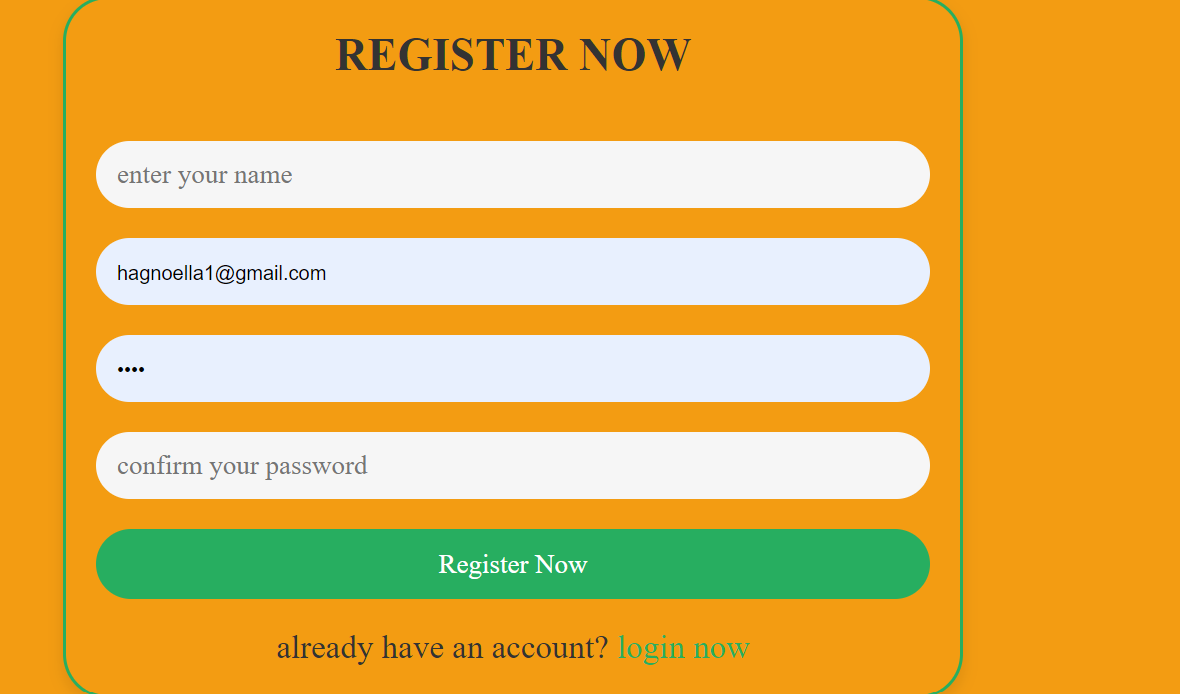 REGISTER NOW
enter your name
hagnoella1@gmail.com
••••
confirm your password
Register Now
already have an account? login now